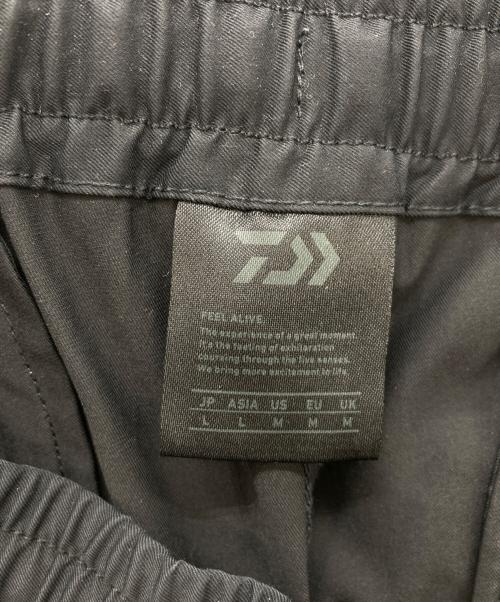 FEEL ALIVE.
The experience of a great moment.
It's the feeling of exhilaration
coursing through the five senses.
We bring more excitement to life.
JP ASIA US EU UK
L L M M M